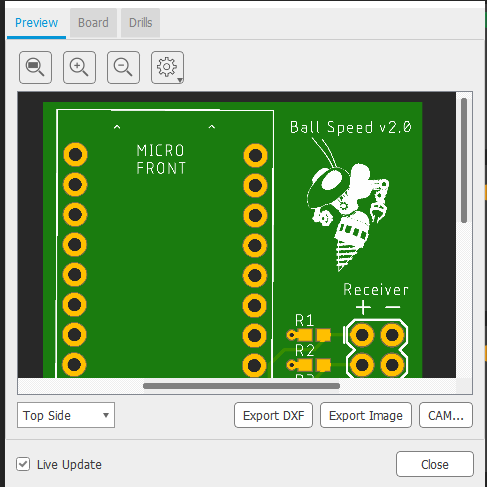 Preview Board Drills
Ball Speed v2.0
MICRO
FRONT
Receiver
+ −
R1
R2
Top Side
Export DXF Export Image CAM...
Live Update Close